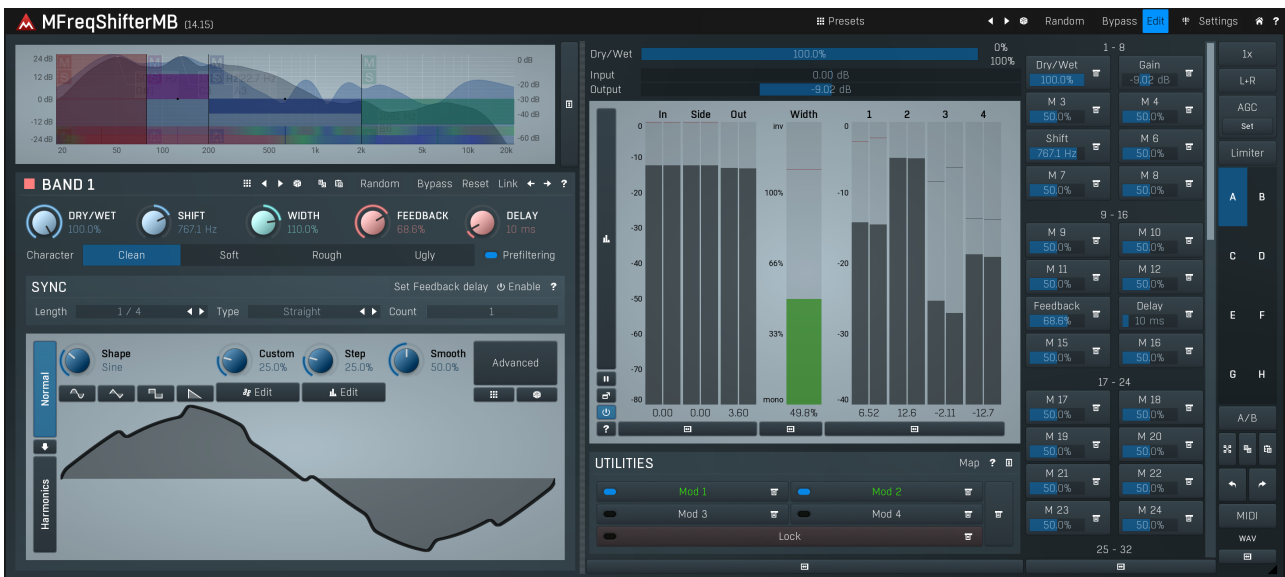 MFreqShifterMB (14.15)
Presets Random Bypass Edit Settings ?
24 dB 0 dB
12 dB -20 dB
0 dB -30 dB
-12 dB -40 dB
-24 dB -60 dB
20 50 100 200 500 1k 2k 5k 10k 20k
M M M M
S S S S
BAND 1 Random Bypass Reset Link ?
DRY/WET SHIFT WIDTH FEEDBACK DELAY
100.0% 767.1 Hz 110.0% 68.6% 10 ms
Character Clean Soft Rough Ugly Prefiltering
SYNC Set Feedback delay Enable ?
Length 1 / 4 Type Straight Count 1
Normal
Harmonics
Shape Custom Step Smooth Advanced
Sine 25.0% 25.0% 50.0%
Edit Edit
Dry/Wet 100.0% 0%
100%
Input 0.00 dB
Output -9.02 dB
In Side Out Width 1 2 3 4
0 inv 0
-10
-20 100% -10
-30
-40 66% -20
-50
-60 33% -30
-70
-80 mono -40
0.00 0.00 3.60 49.8% 6.52 12.6 -2.11 -12.7
?
UTILITIES Map ?
Mod 1 Mod 2
Mod 3 Mod 4
Lock
1 - 8
Dry/Wet Gain
100.0% -9.02 dB
M 3 M 4
50.0% 50.0%
Shift M 6
767.1 Hz 50.0%
M 7 M 8
50.0% 50.0%
9 - 16
M 9 M 10
50.0% 50.0%
M 11 M 12
50.0% 50.0%
Feedback Delay
68.6% 10 ms
M 15 M 16
50.0% 50.0%
17 - 24
M 17 M 18
50.0% 50.0%
M 19 M 20
50.0% 50.0%
M 21 M 22
50.0% 50.0%
M 23 M 24
50.0% 50.0%
25 - 32
1x
L+R
AGC
Set
Limiter
A B
C D
E F
G H
A/B
MIDI
WAV